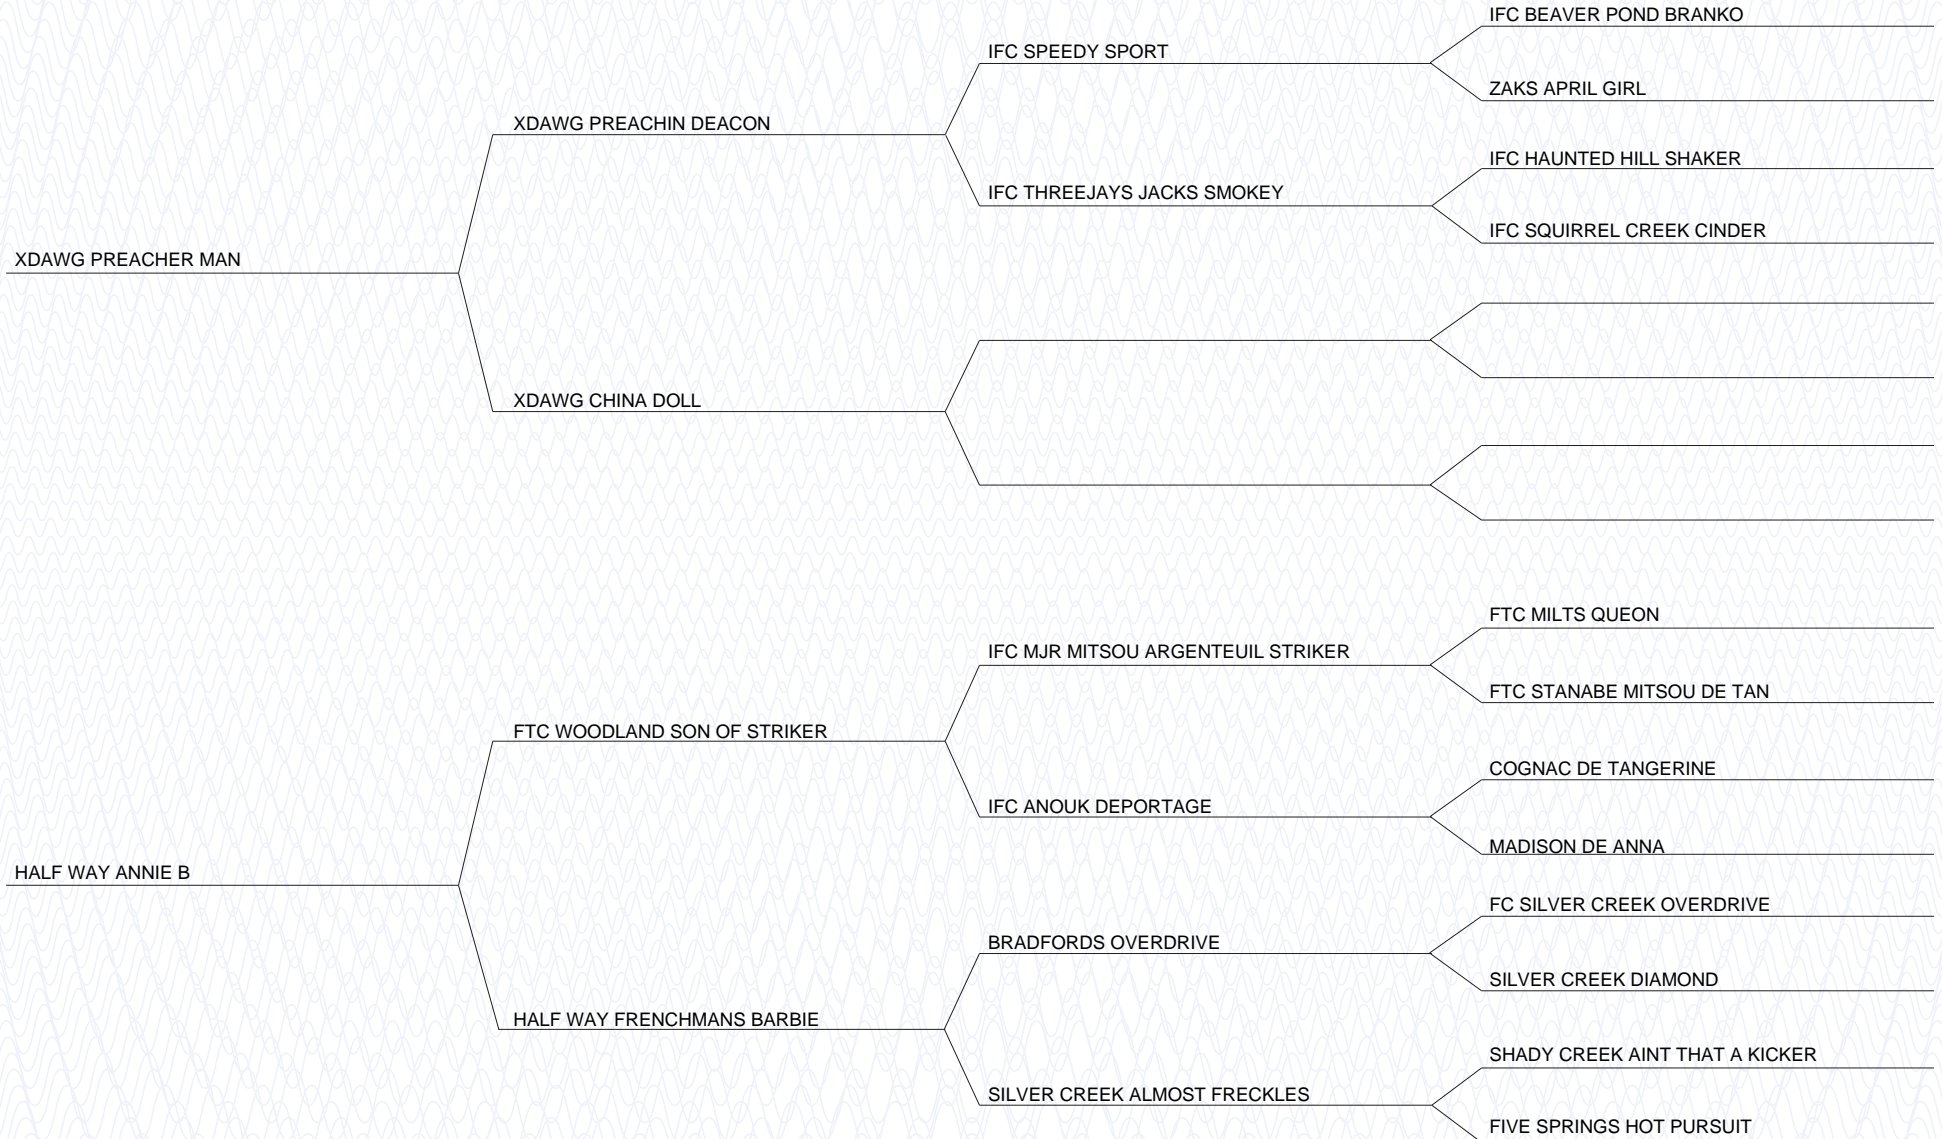 IFC BEAVER POND BRANKO
IFC SPEEDY SPORT
ZAKS APRIL GIRL
XDAWG PREACHIN DEACON
IFC HAUNTED HILL SHAKER
IFC THREEJAYS JACKS SMOKEY
IFC SQUIRREL CREEK CINDER
XDAWG PREACHER MAN
XDAWG CHINA DOLL
FTC MILTS QUEON
IFC MJR MITSOU ARGENTEUIL STRIKER
FTC STANABE MITSOU DE TAN
FTC WOODLAND SON OF STRIKER
COGNAC DE TANGERINE
IFC ANOUK DEPORTAGE
MADISON DE ANNA
HALF WAY ANNIE B
FC SILVER CREEK OVERDRIVE
BRADFORDS OVERDRIVE
SILVER CREEK DIAMOND
HALF WAY FRENCHMANS BARBIE
SHADY CREEK AINT THAT A KICKER
SILVER CREEK ALMOST FRECKLES
FIVE SPRINGS HOT PURSUIT